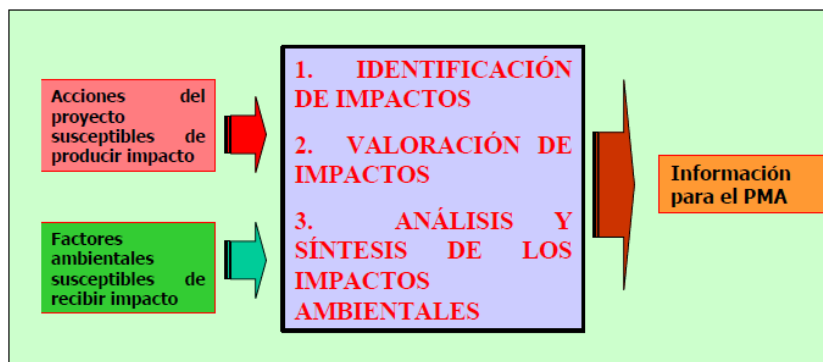 Acciones del
proyecto
susceptibles de
producir impacto
Factores
ambientales
susceptibles de
recibir impacto
1. IDENTIFICACIÓN
DE IMPACTOS
2. VALORACIÓN DE
IMPACTOS
3. ANÁLISIS Y
SÍNTESIS DE LOS
IMPACTOS
AMBIENTALES
Información
para el PMA